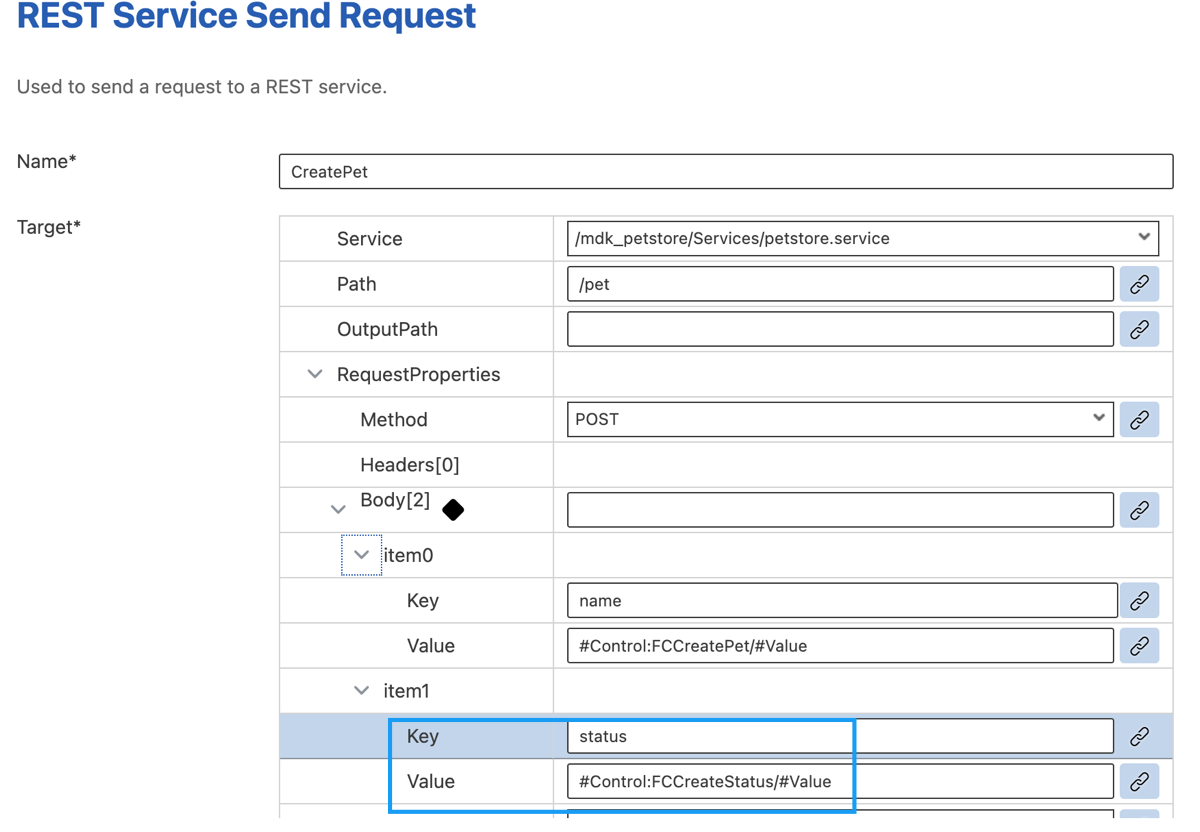 REST Service Send Request
Used to send a request to a REST service.
Name*
CreatePet
Target*
Service
/mdk_petstore/Services/petstore.service
Path
/pet
OutputPath
RequestProperties
Method
POST
Headers[0]
Body[2]
item0
Key
name
Value
#Control:FCCreatePet/#Value
item1
Key
status
Value
#Control:FCCreateStatus/#Value